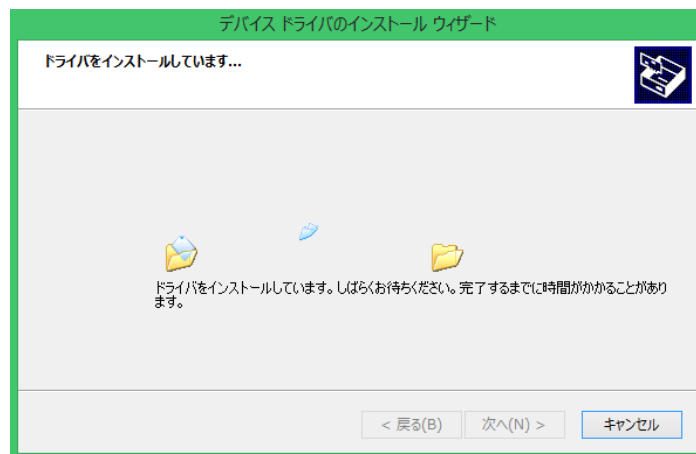 デバイス ドライバのインストール ウィザード
ドライバをインストールしています...
ドライバをインストールしています。しばらくお待ちください。完了するまでに時間がかかることがあり
ます。
< 戻る(B) 次へ(N) > キャンセル